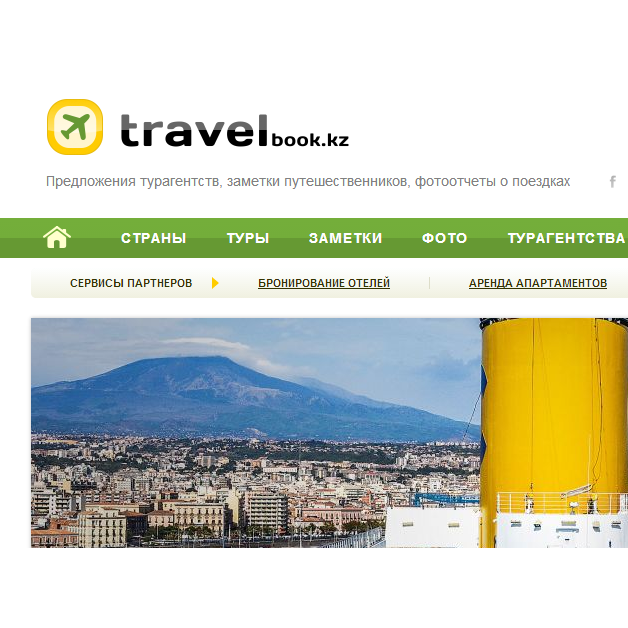 travelbook.kz
Предложения турагентств, заметки путешественников, фотоотчеты о поездках
СТРАНЫ ТУРЫ ЗАМЕТКИ ФОТО ТУРАГЕНТСТВА
СЕРВИСЫ ПАРТНЕРОВ БРОНИРОВАНИЕ ОТЕЛЕЙ АРЕНДА АПАРТАМЕНТОВ